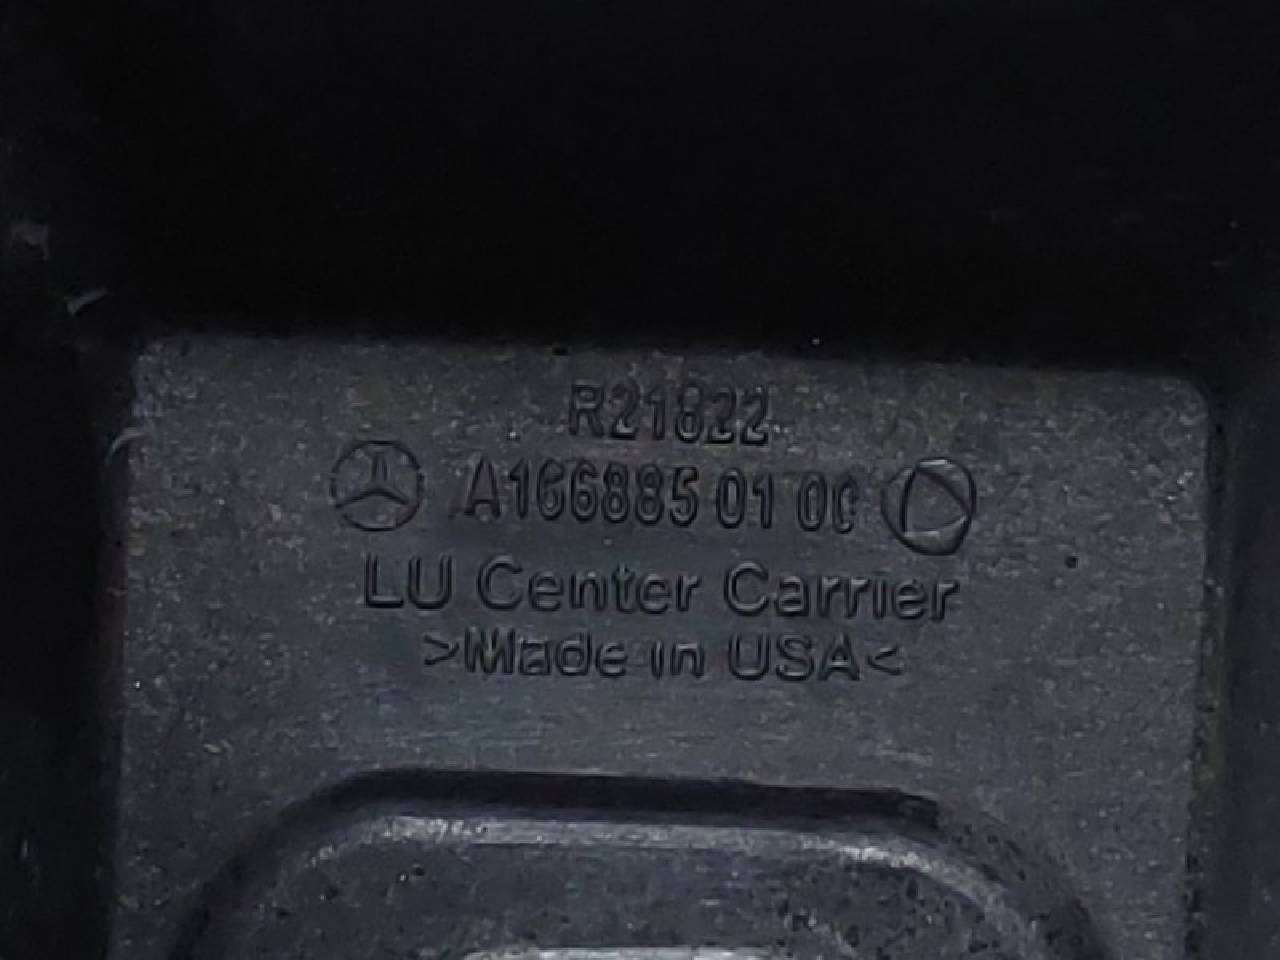 R21822
A166885 01 00
LU Center Carrier
>Made in USA<